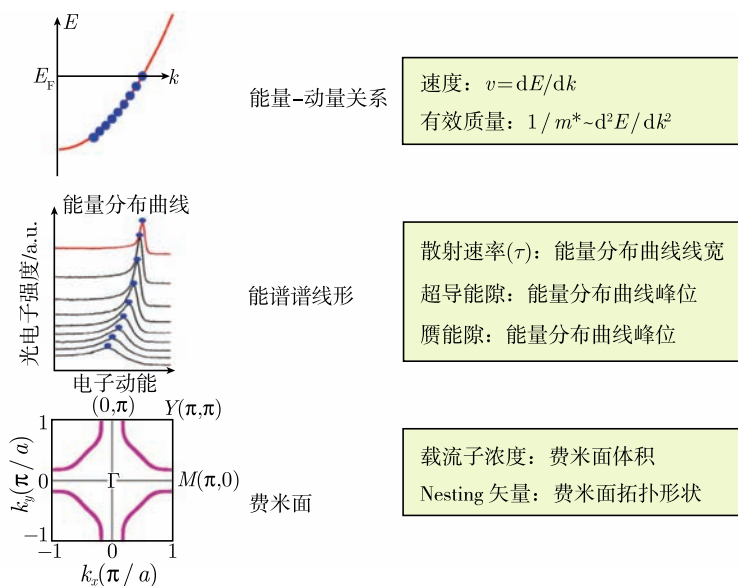 E
E_F
k
能量-动量关系
速度：v=dE/dk
有效质量：1/m*~d²E/dk²
能量分布曲线
光电子强度/a.u.
电子动能
能谱谱线形
散射速率(τ)：能量分布曲线线宽
超导能隙：能量分布曲线峰位
赝能隙：能量分布曲线峰位
(0,π)
Y(π,π)
1
0
−1
k_y(π/a)
Γ
M(π,0)
−1
0
1
k_x(π/a)
费米面
载流子浓度：费米面体积
Nesting 矢量：费米面拓扑形状